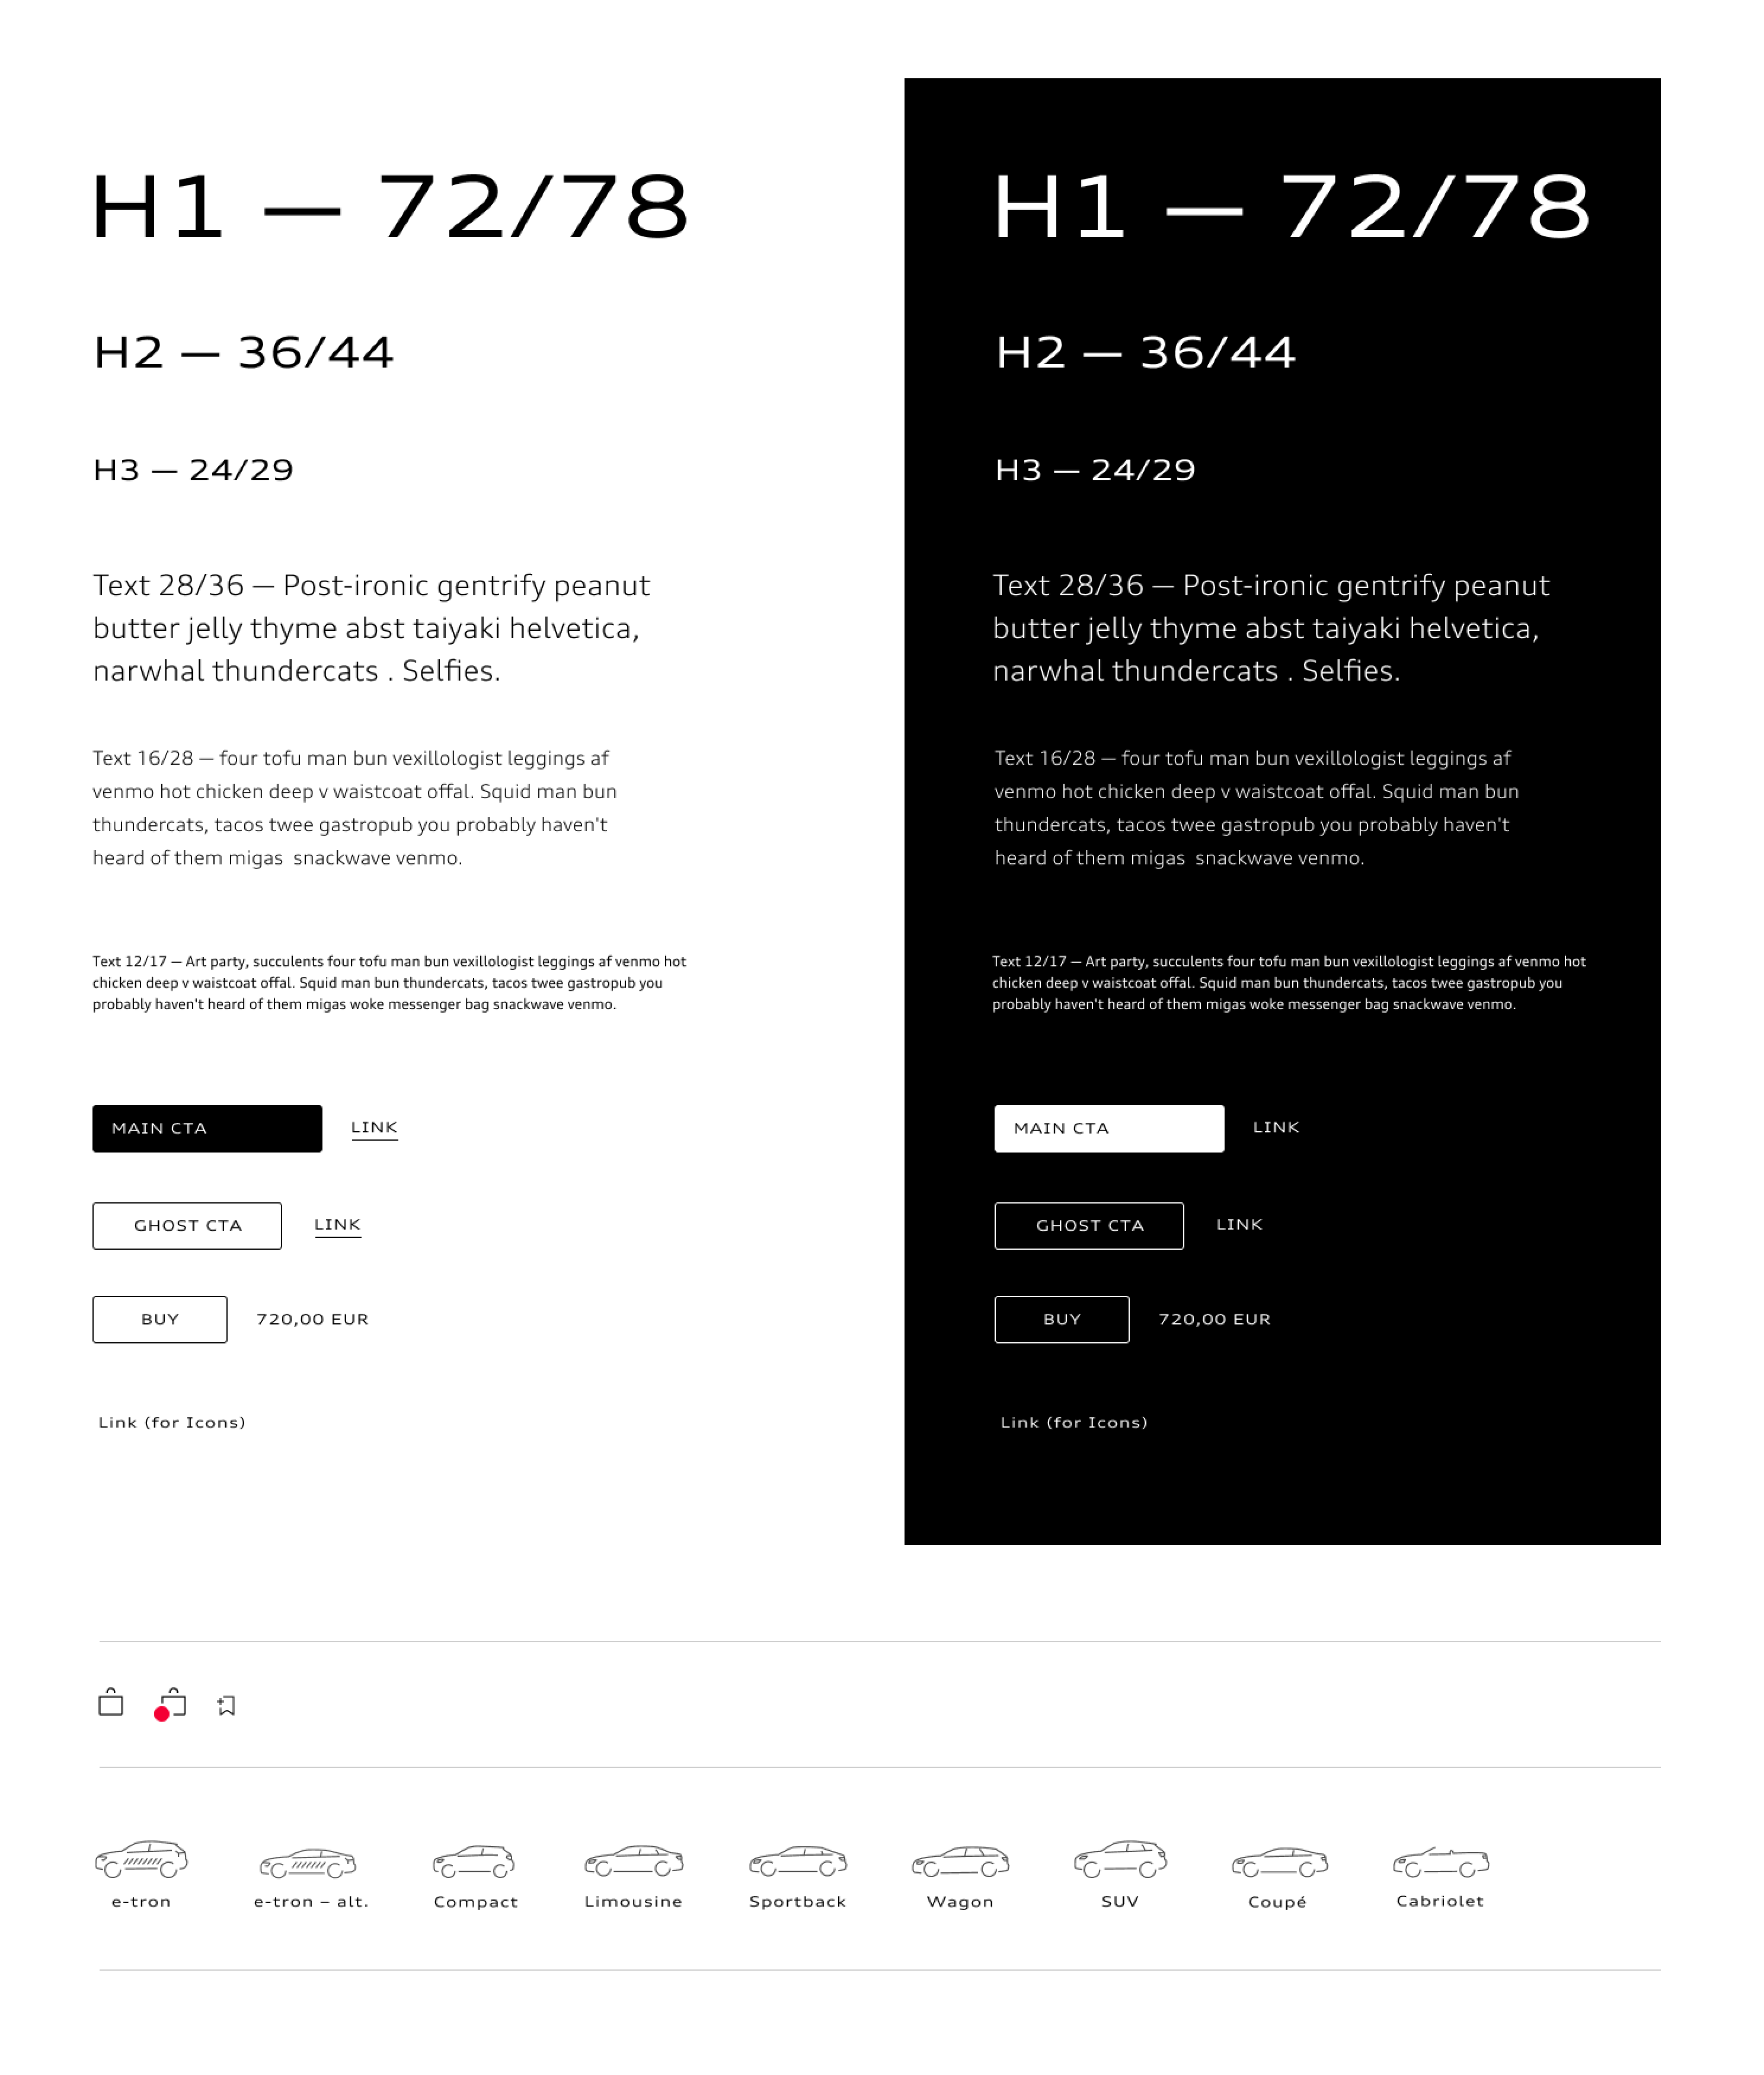 H1 — 72/78
H2 — 36/44
H3 — 24/29
Text 28/36 — Post-ironic gentrify peanut
butter jelly thyme abst taiyaki helvetica,
narwhal thundercats . Selfies.
Text 16/28 — four tofu man bun vexillologist leggings af
venmo hot chicken deep v waistcoat offal. Squid man bun
thundercats, tacos twee gastropub you probably haven't
heard of them migas  snackwave venmo.
Text 12/17 — Art party, succulents four tofu man bun vexillologist leggings af venmo hot
chicken deep v waistcoat offal. Squid man bun thundercats, tacos twee gastropub you
probably haven't heard of them migas woke messenger bag snackwave venmo.
MAIN CTA LINK
GHOST CTA LINK
BUY 720,00 EUR
Link (for Icons)
H1 — 72/78
H2 — 36/44
H3 — 24/29
Text 28/36 — Post-ironic gentrify peanut
butter jelly thyme abst taiyaki helvetica,
narwhal thundercats . Selfies.
Text 16/28 — four tofu man bun vexillologist leggings af
venmo hot chicken deep v waistcoat offal. Squid man bun
thundercats, tacos twee gastropub you probably haven't
heard of them migas  snackwave venmo.
Text 12/17 — Art party, succulents four tofu man bun vexillologist leggings af venmo hot
chicken deep v waistcoat offal. Squid man bun thundercats, tacos twee gastropub you
probably haven't heard of them migas woke messenger bag snackwave venmo.
MAIN CTA LINK
GHOST CTA LINK
BUY 720,00 EUR
Link (for Icons)
e-tron e-tron – alt. Compact Limousine Sportback Wagon SUV Coupé Cabriolet